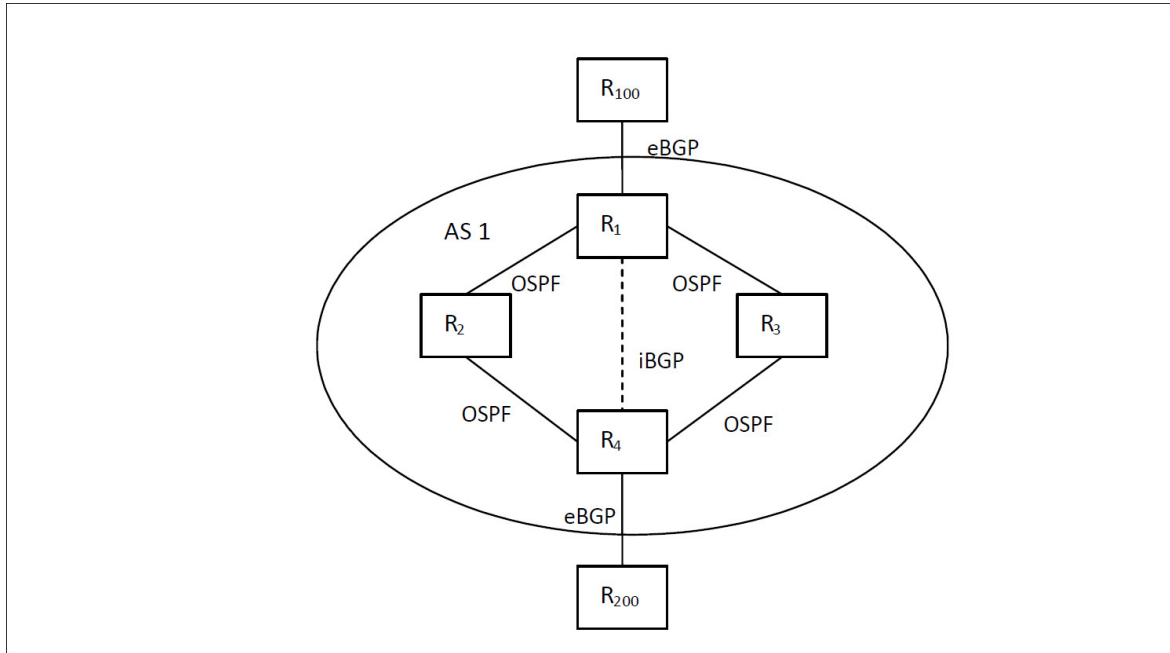 R₁₀₀
eBGP
R₁
AS 1
OSPF
OSPF
R₂
R₃
iBGP
OSPF
OSPF
R₄
eBGP
R₂₀₀